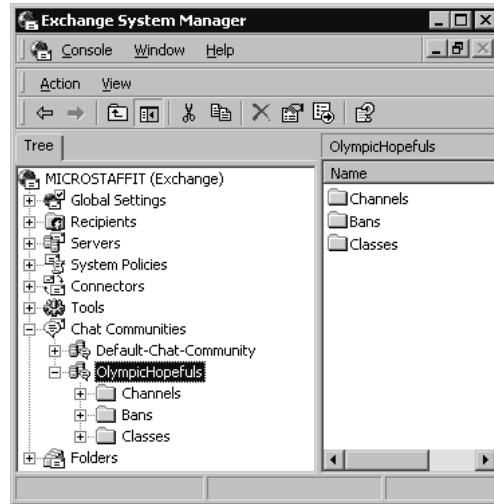 Exchange System Manager
Console Window Help
Action View
Tree
OlympicHopefuls
MICROSTAFFIT (Exchange)
Global Settings
Recipients
Servers
System Policies
Connectors
Tools
Chat Communities
Default-Chat-Community
OlympicHopefuls
Channels
Bans
Classes
Folders
Name
Channels
Bans
Classes